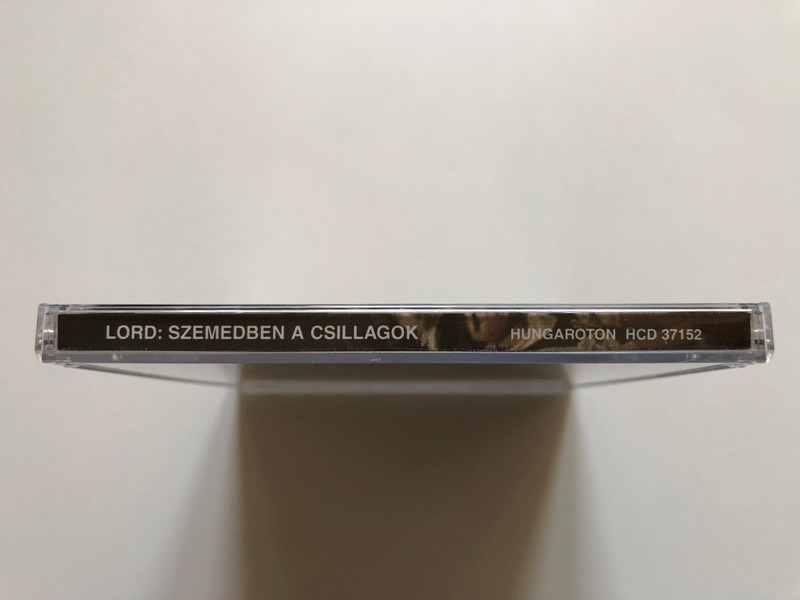 LORD: SZEMEDBEN A CSILLAGOK HUNGAROTON HCD 37152